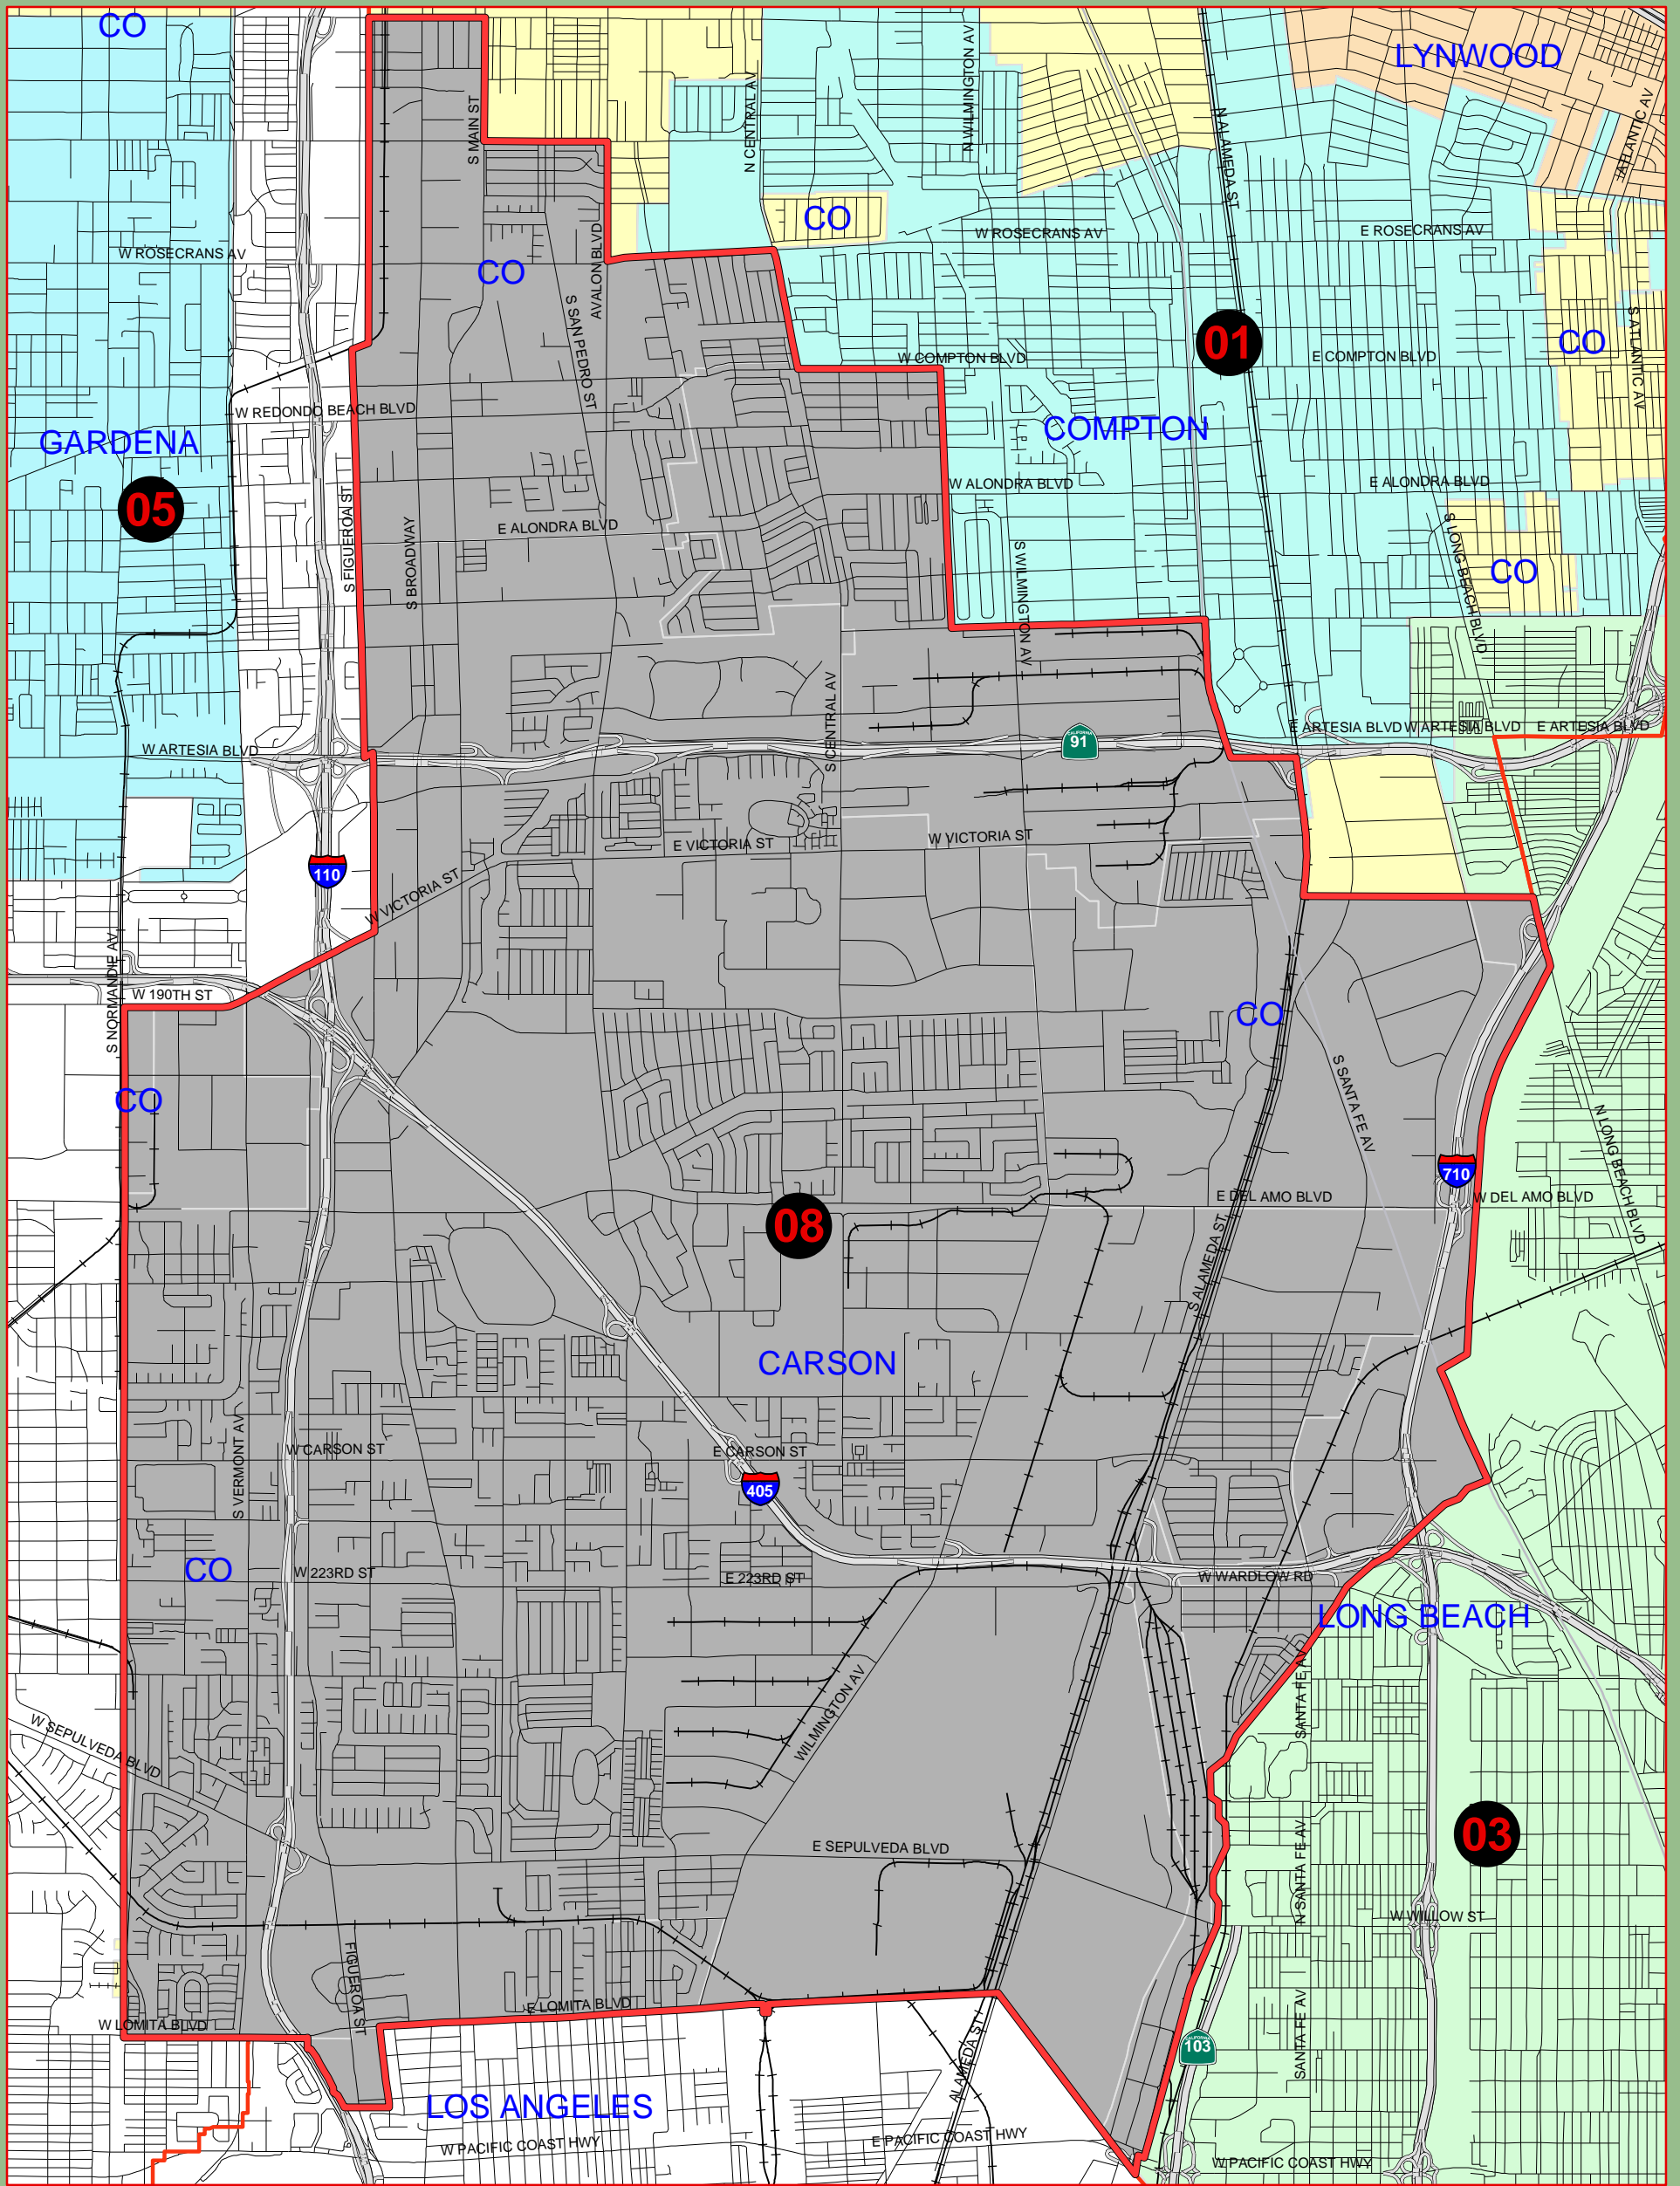 CO
LYNWOOD
S MAIN ST
N CENTRAL AV
N WILMINGTON AV
N ALAMEDA ST
ATLANTIC AV
CO
W ROSECRANS AV
CO
AVALON BLVD
W ROSECRANS AV
E ROSECRANS AV
S SAN PEDRO ST
01
CO
S ATLANTIC AV
W COMPTON BLVD
E COMPTON BLVD
W REDONDO BEACH BLVD
GARDENA
COMPTON
05
S FIGUEROA ST
S BROADWAY
E ALONDRA BLVD
W ALONDRA BLVD
E ALONDRA BLVD
S LONG BEACH BLVD
CO
S WILMINGTON AV
W ARTESIA BLVD
S CENTRAL AV
CALIFORNIA
91
E ARTESIA BLVD
W ARTESIA BLVD
E ARTESIA BLVD
110
W VICTORIA ST
E VICTORIA ST
W VICTORIA ST
S NORMANDIE AV
W 190TH ST
CO
CO
S SANTA FE AV
N LONG BEACH BLVD
710
E DEL AMO BLVD
W DEL AMO BLVD
08
S ALAMEDA ST
CARSON
S VERMONT AV
W CARSON ST
E CARSON ST
405
CO
W 223RD ST
E 223RD ST
W WARDLOW RD
LONG BEACH
SANTA FE AV
W SEPULVEDA BLVD
WILMINGTON AV
E SEPULVEDA BLVD
03
N SANTA FE AV
W WILLOW ST
FIGUEROA ST
E LOMITA BLVD
W LOMITA BLVD
ALAMEDA ST
CALIFORNIA
103
SANTA FE AV
LOS ANGELES
W PACIFIC COAST HWY
E PACIFIC COAST HWY
W PACIFIC COAST HWY